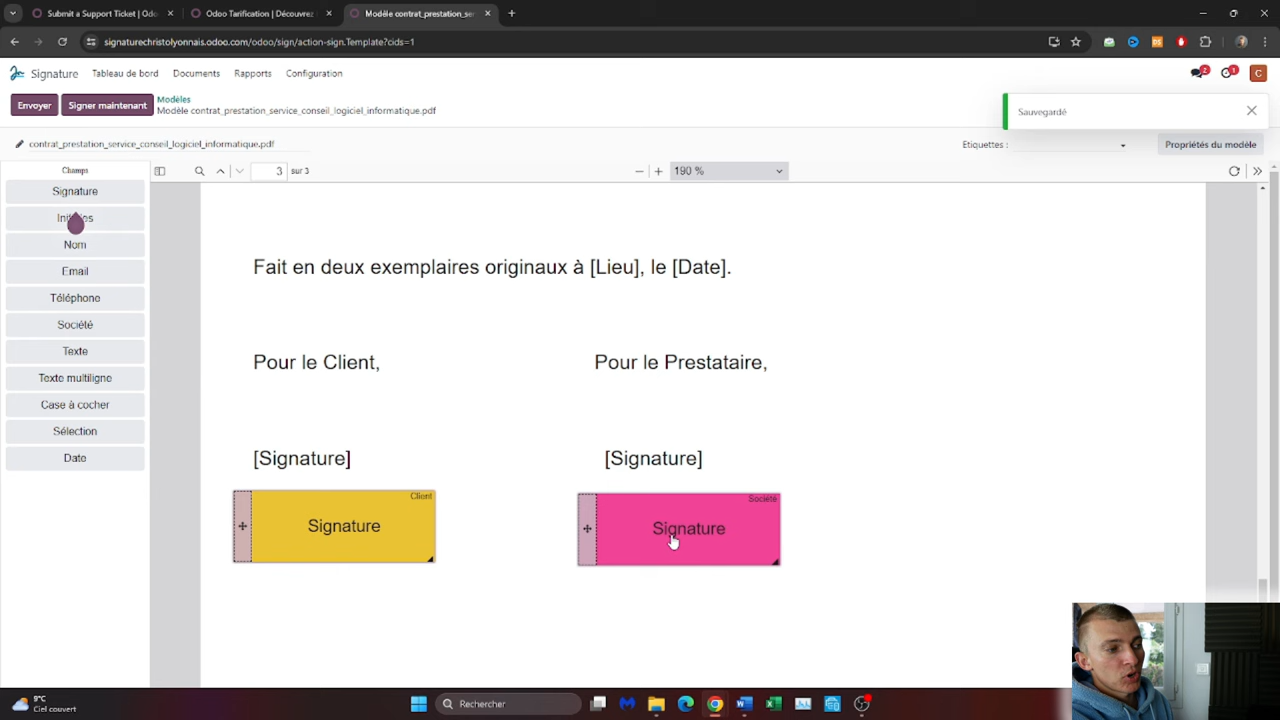 Submit a Support Ticket | Odo
Odoo Tarification | Découvrez
Modèle contrat_prestation_se
signaturechristolyonnais.odoo.com/odoo/sign/action-sign.Template?cids=1
Signature
Tableau de bord
Documents
Rapports
Configuration
2
1
C
Envoyer
Signer maintenant
Modèles
Modèle contrat_prestation_service_conseil_logiciel_informatique.pdf
Sauvegardé
contrat_prestation_service_conseil_logiciel_informatique.pdf
Etiquettes :
Propriétés du modèle
Champs
3 sur 3
190 %
Signature
Initiales
Nom
Email
Téléphone
Société
Texte
Texte multiligne
Case à cocher
Sélection
Date
Fait en deux exemplaires originaux à [Lieu], le [Date].
Pour le Client,
Pour le Prestataire,
[Signature]
[Signature]
Client
Signature
Société
Signature
9°C
Ciel couvert
Rechercher